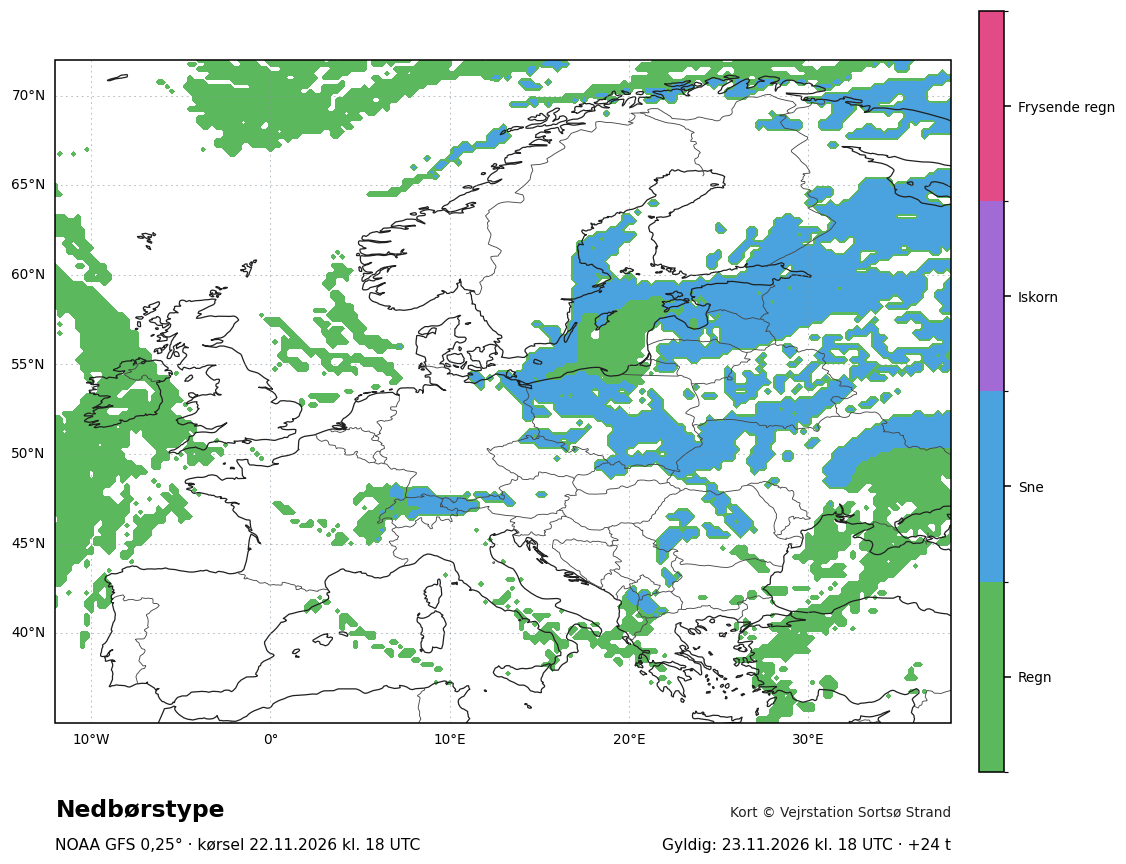 Frysende regn
Iskorn
Sne
Regn
70°N
65°N
60°N
55°N
50°N
45°N
40°N
10°W
0°
10°E
20°E
30°E
Nedbørstype
Kort © Vejrstation Sortsø Strand
NOAA GFS 0,25° · kørsel 22.11.2026 kl. 18 UTC
Gyldig: 23.11.2026 kl. 18 UTC · +24 t